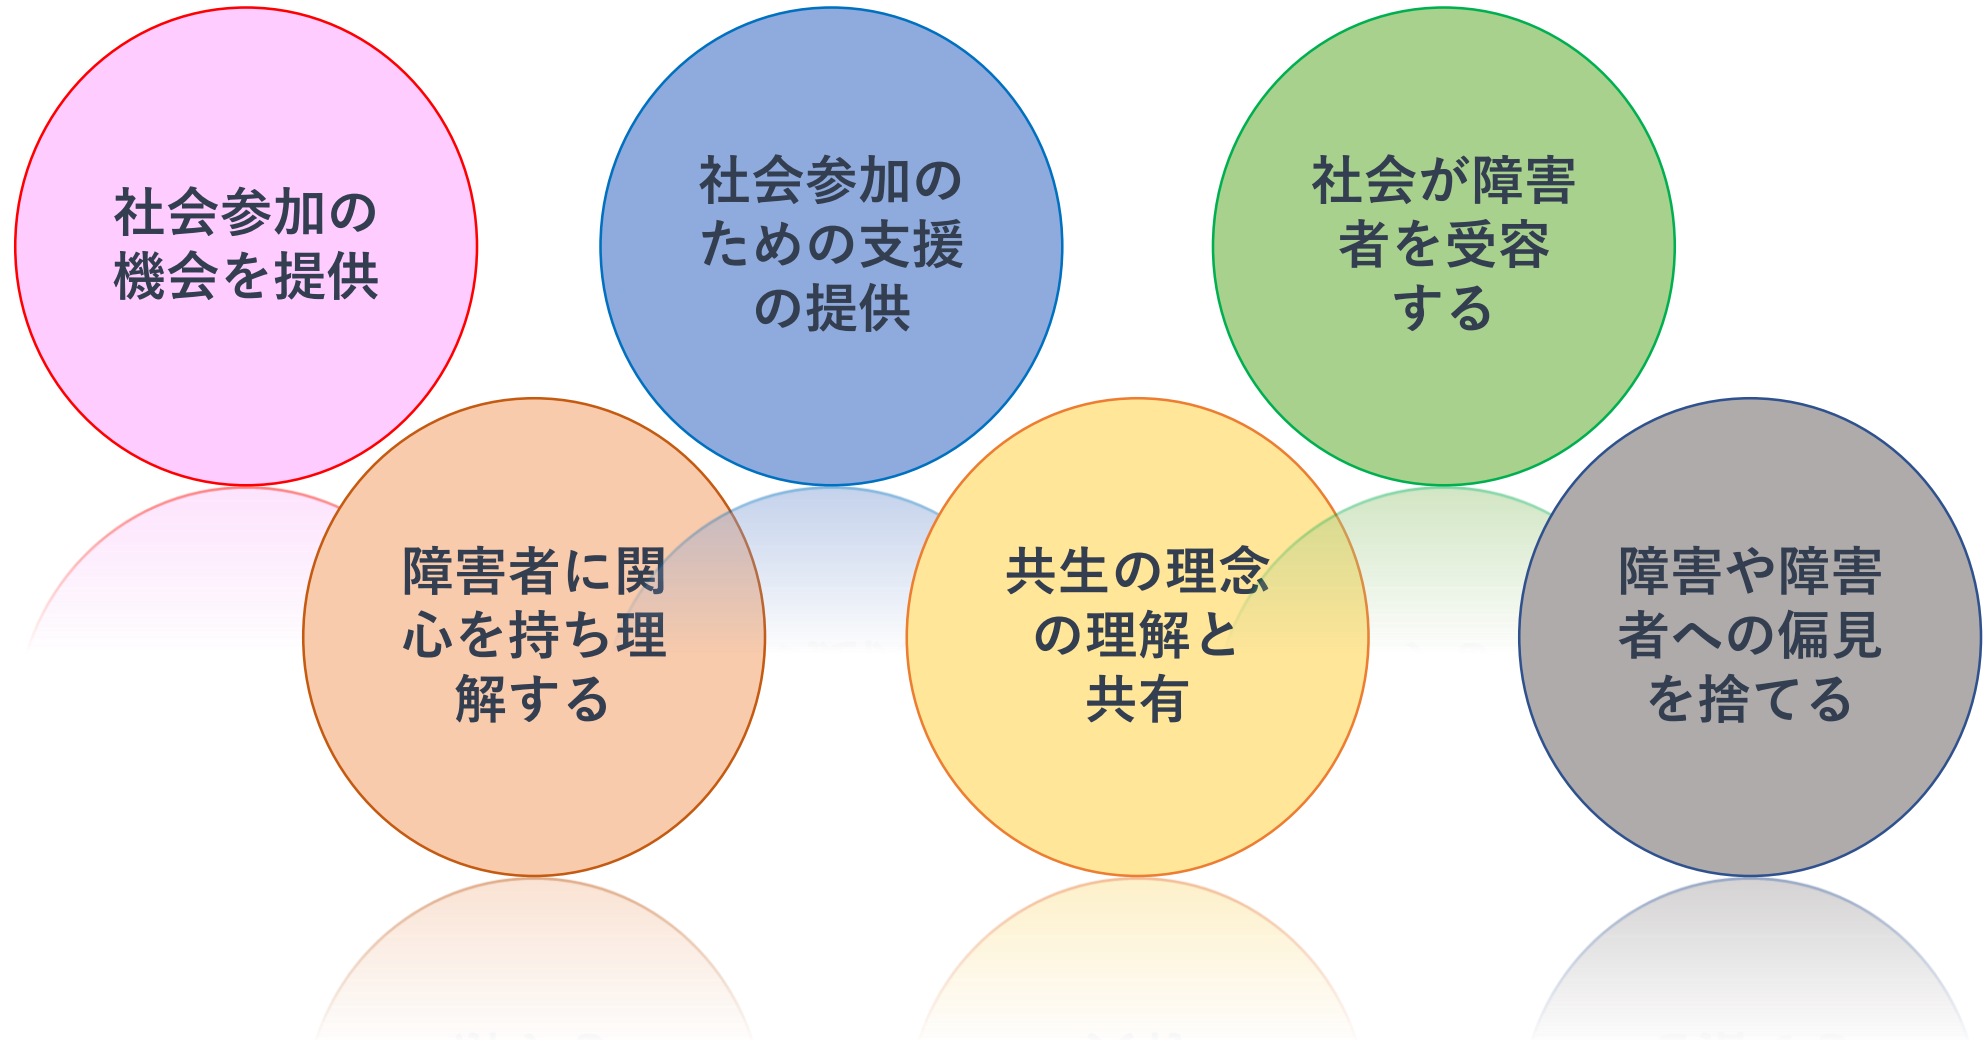 社会参加の
機会を提供
障害者に関
心を持ち理
解する
社会参加の
ための支援
の提供
共生の理念
の理解と
共有
社会が障害
者を受容
する
障害や障害
者への偏見
を捨てる